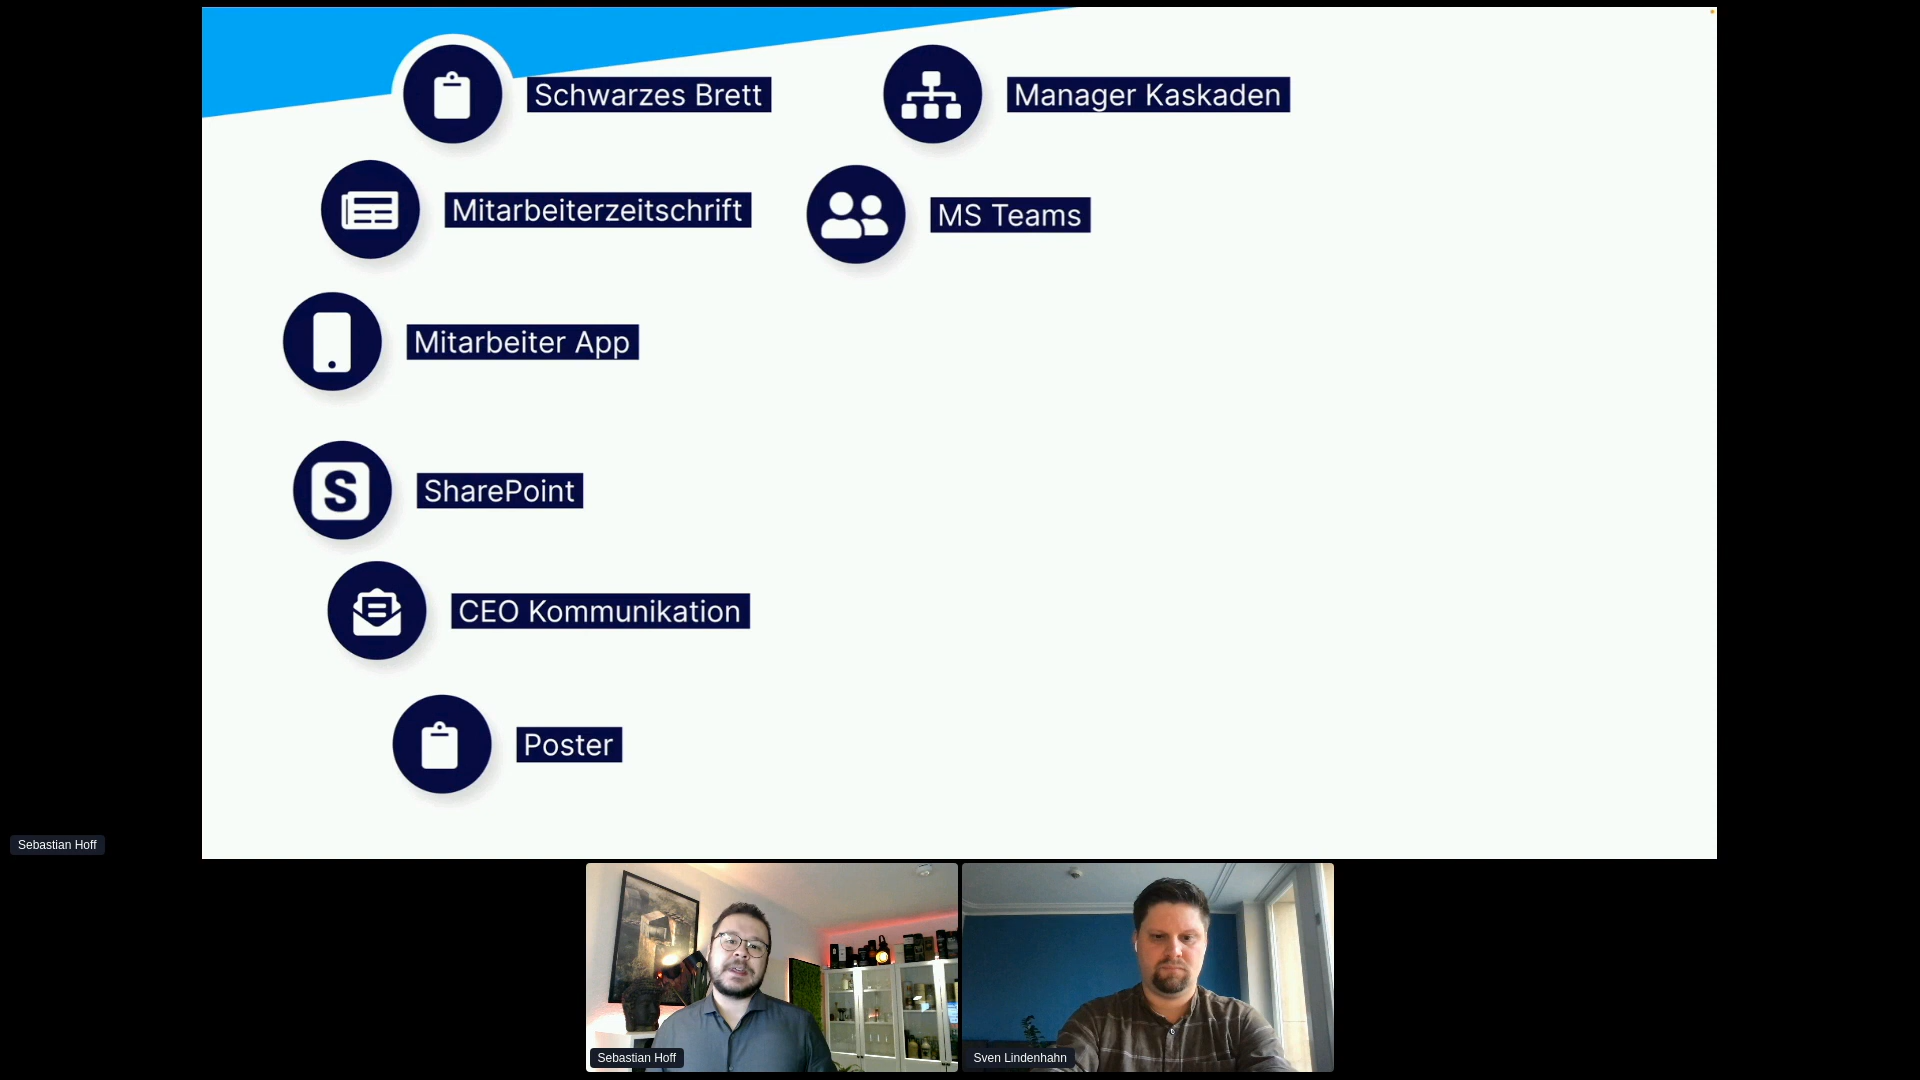 Schwarzes Brett
Manager Kaskaden
Mitarbeiterzeitschrift
MS Teams
Mitarbeiter App
S
SharePoint
CEO Kommunikation
Poster
Sebastian Hoff
Sebastian Hoff
Sven Lindenhahn